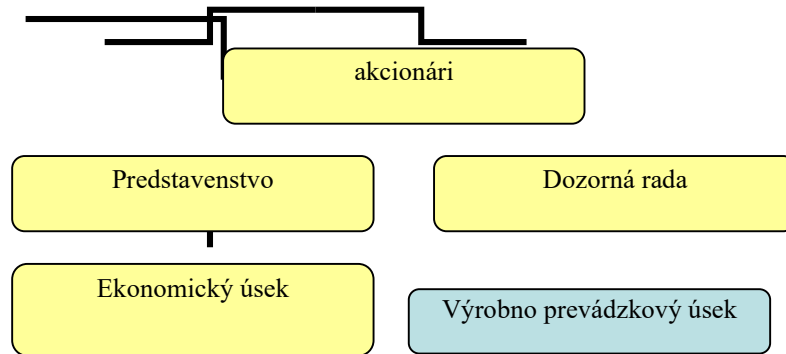 akcionári
Predstavenstvo
Dozorná rada
Ekonomický úsek
Výrobno prevádzkový úsek